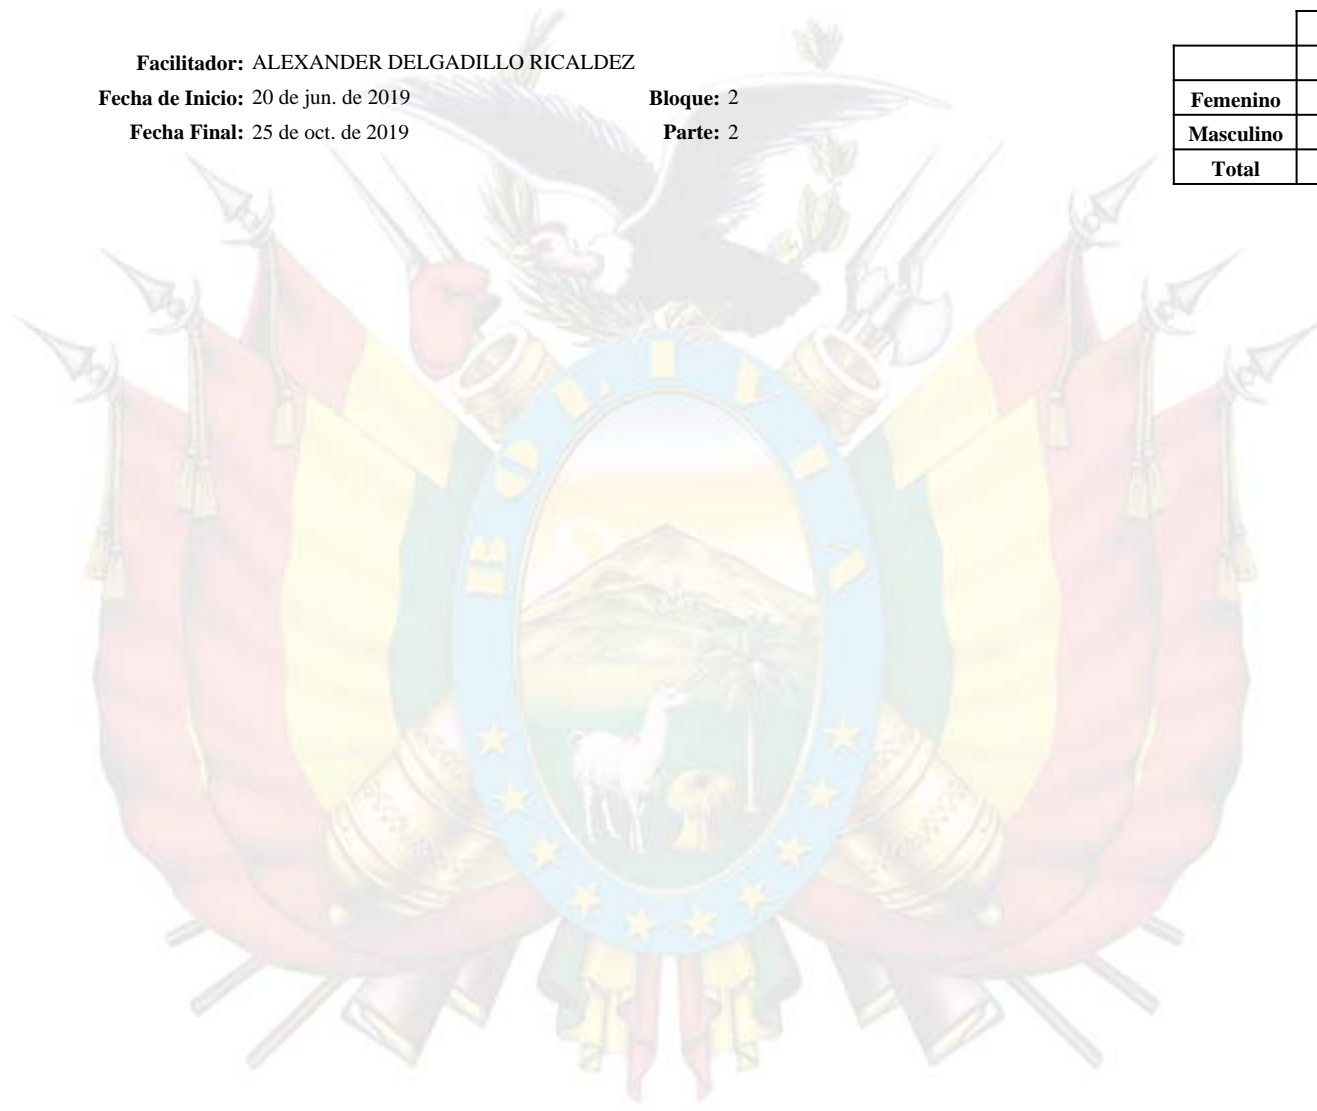 Facilitador: ALEXANDER DELGADILLO RICALDEZ
Fecha de Inicio: 20 de jun. de 2019 Bloque: 2
Fecha Final: 25 de oct. de 2019 Parte: 2
Femenino
Masculino
Total
BOLIVIA